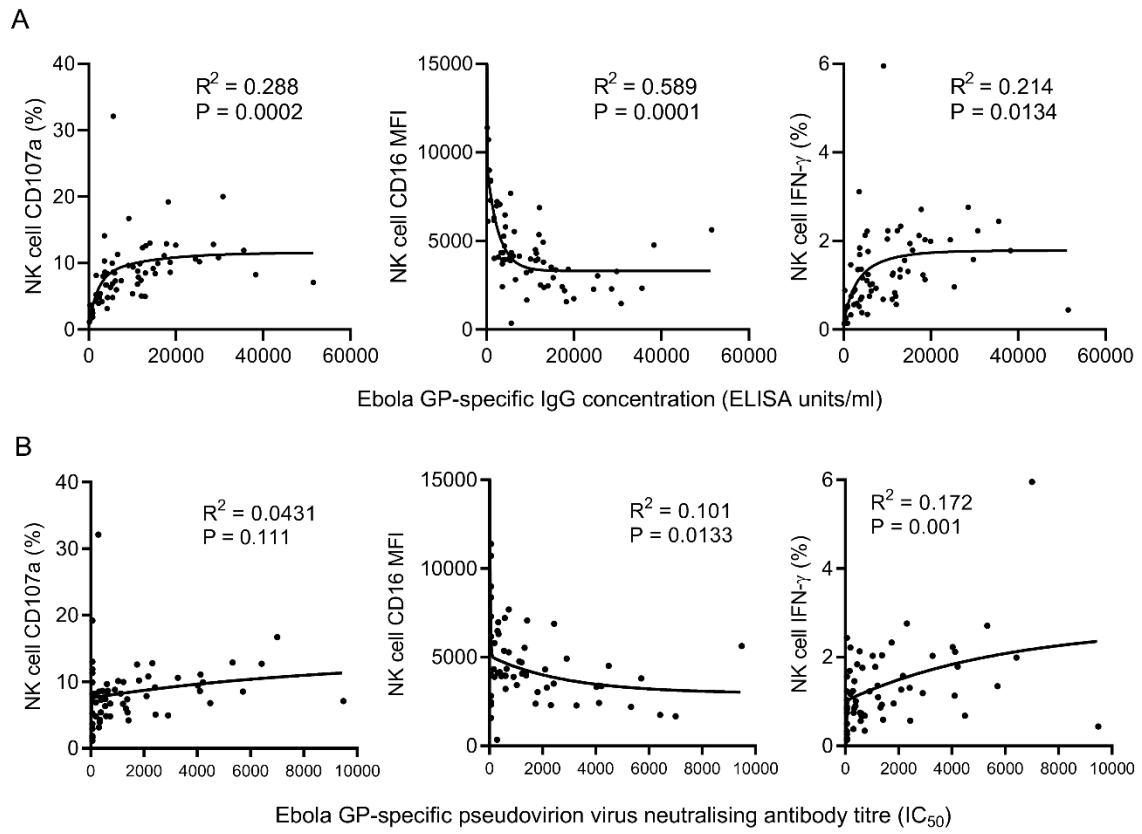 A
NK cell CD107a (%)
40
30
20
10
0
R² = 0.288
P = 0.0002
0 20000 40000 60000
NK cell CD16 MFI
15000
10000
5000
0
R² = 0.589
P = 0.0001
0 20000 40000 60000
NK cell IFN-γ (%)
6
4
2
0
R² = 0.214
P = 0.0134
0 20000 40000 60000
Ebola GP-specific IgG concentration (ELISA units/ml)
B
NK cell CD107a (%)
40
30
20
10
0
R² = 0.0431
P = 0.111
0 2000 4000 6000 8000 10000
NK cell CD16 MFI
15000
10000
5000
0
R² = 0.101
P = 0.0133
0 2000 4000 6000 8000 10000
NK cell IFN-γ (%)
6
4
2
0
R² = 0.172
P = 0.001
0 2000 4000 6000 8000 10000
Ebola GP-specific pseudovirion virus neutralising antibody titre (IC₅₀)